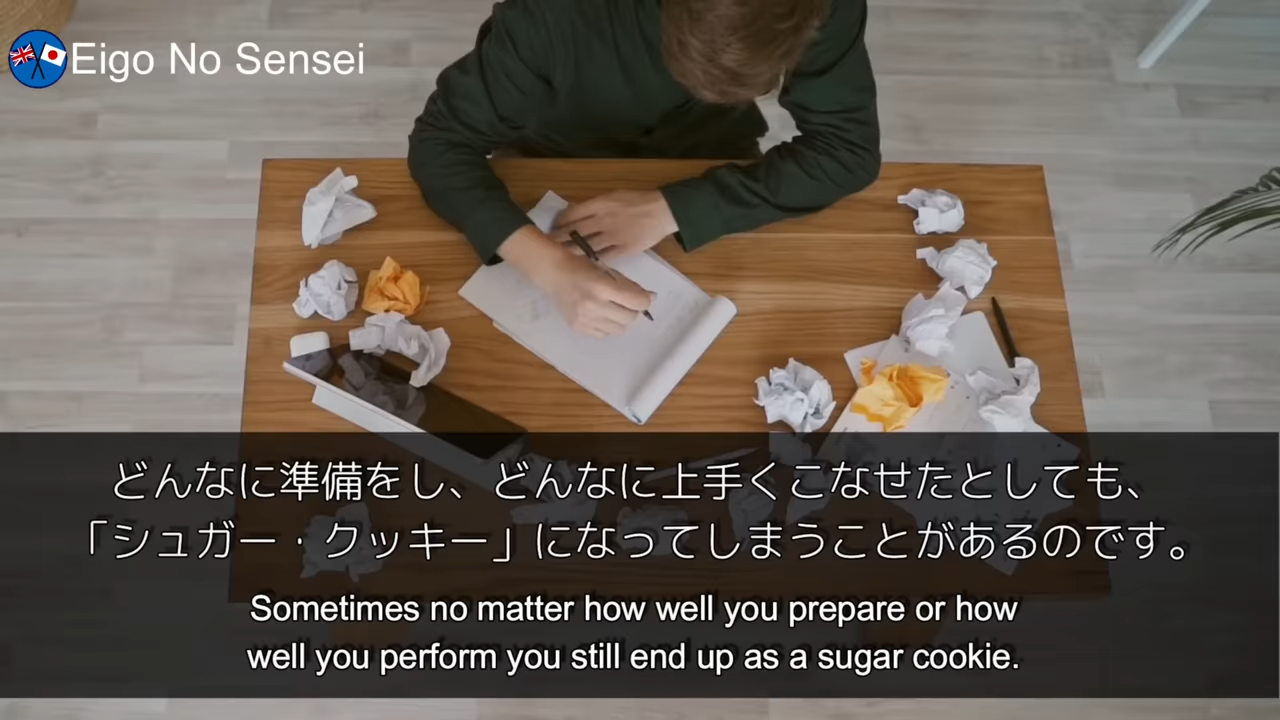 Eigo No Sensei
どんなに準備をし、どんなに上手くこなせたとしても、
「シュガー・クッキー」になってしまうことがあるのです。
Sometimes no matter how well you prepare or how
well you perform you still end up as a sugar cookie.